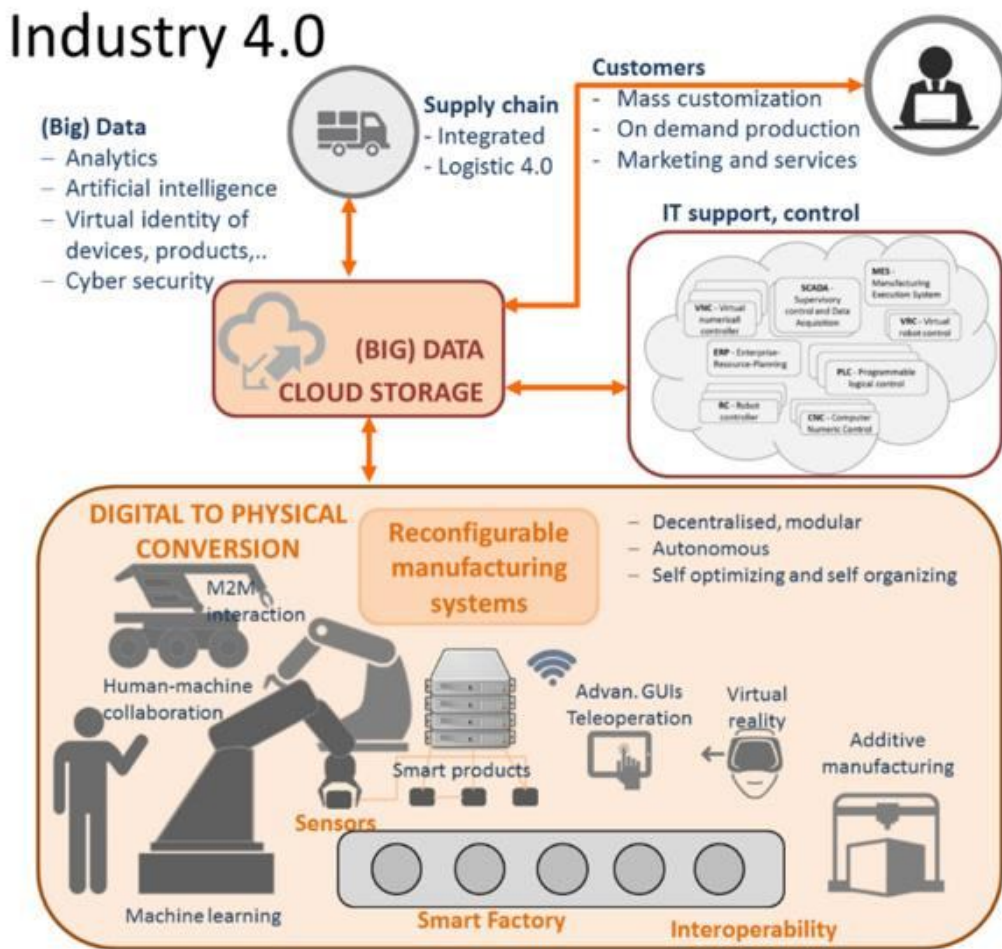 Industry 4.0
(Big) Data
– Analytics
– Artificial intelligence
– Virtual identity of
devices, products,..
– Cyber security
Supply chain
- Integrated
- Logistic 4.0
Customers
- Mass customization
- On demand production
- Marketing and services
IT support, control
VNC - Virtual
numericall
controller
SCADA -
Supervisory
control and Data
Acquisition
MES -
Manufacturing
Execution System
VRC - Virtual
robot control
ERP - Enterprise-
Resource-Planning
PLC - Programmable
logical control
RC - Robot
controller
CNC - Computer
Numeric Control
(BIG) DATA
CLOUD STORAGE
DIGITAL TO PHYSICAL
CONVERSION
Reconfigurable
manufacturing
systems
– Decentralised, modular
– Autonomous
– Self optimizing and self organizing
M2M
interaction
Human-machine
collaboration
Smart products
Advan. GUIs
Teleoperation
Virtual
reality
Additive
manufacturing
Sensors
Machine learning
Smart Factory
Interoperability